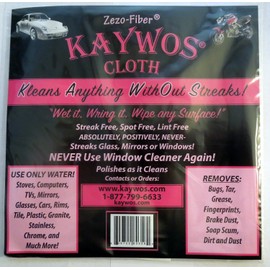 Zezo-Fiber®
KAYWOS®
CLOTH
Kleans Anything WithOut Streaks!
"Wet it, Wring it, Wipe any Surface!"
Streak Free, Spot Free, Lint Free
ABSOLUTELY, POSITIVELY, NEVER-
Streaks Glass, Mirrors or Windows!
NEVER Use Window Cleaner Again!
Polishes as it Cleans
Contacts or Orders:
www.kaywos.com
1-877-799-6633
USE ONLY WATER!
Stoves, Computers,
TVs, Mirrors,
Glasses, Cars, Rims,
Tile, Plastic, Granite,
Stainless,
Chrome, and
Much More!
REMOVES:
Bugs, Tar,
Grease,
Fingerprints,
Brake Dust,
Soap Scum,
Dirt and Dust
www.kaywos.com